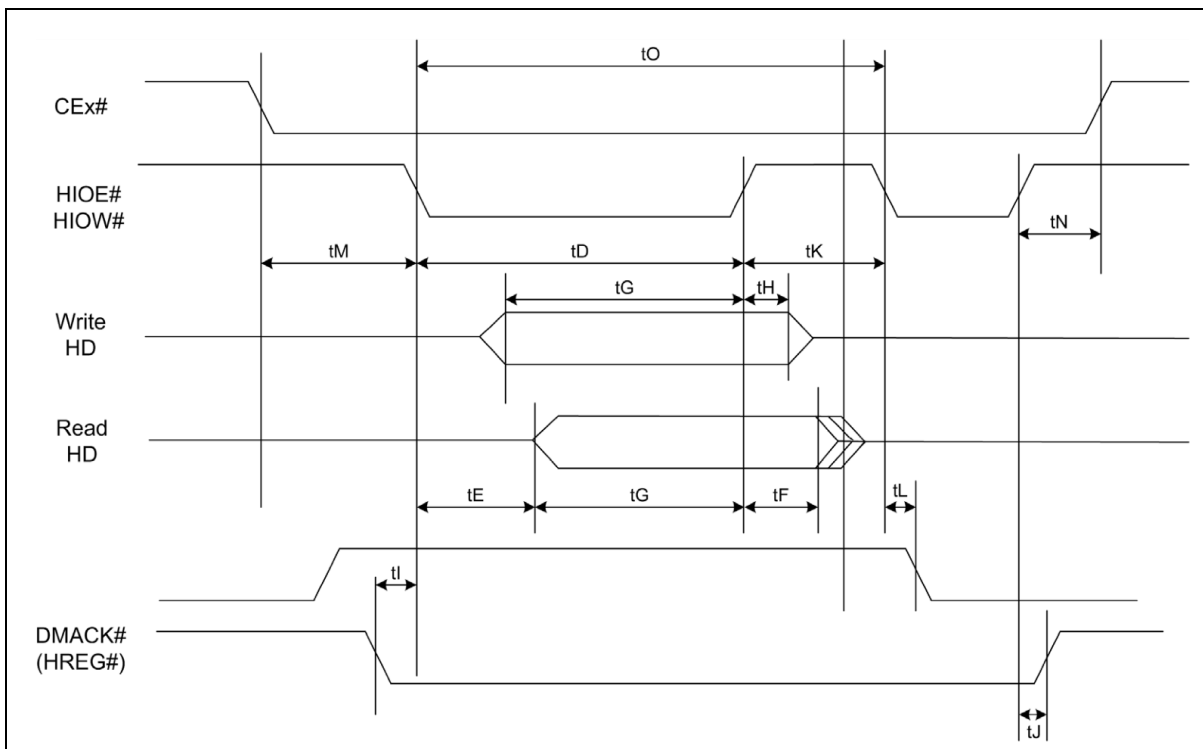 tO
CEx#
HIOE#
HIOW#
tN
tM
tD
tK
tG
tH
Write
HD
Read
HD
tE
tG
tF
tL
tI
DMACK#
(HREG#)
tJ